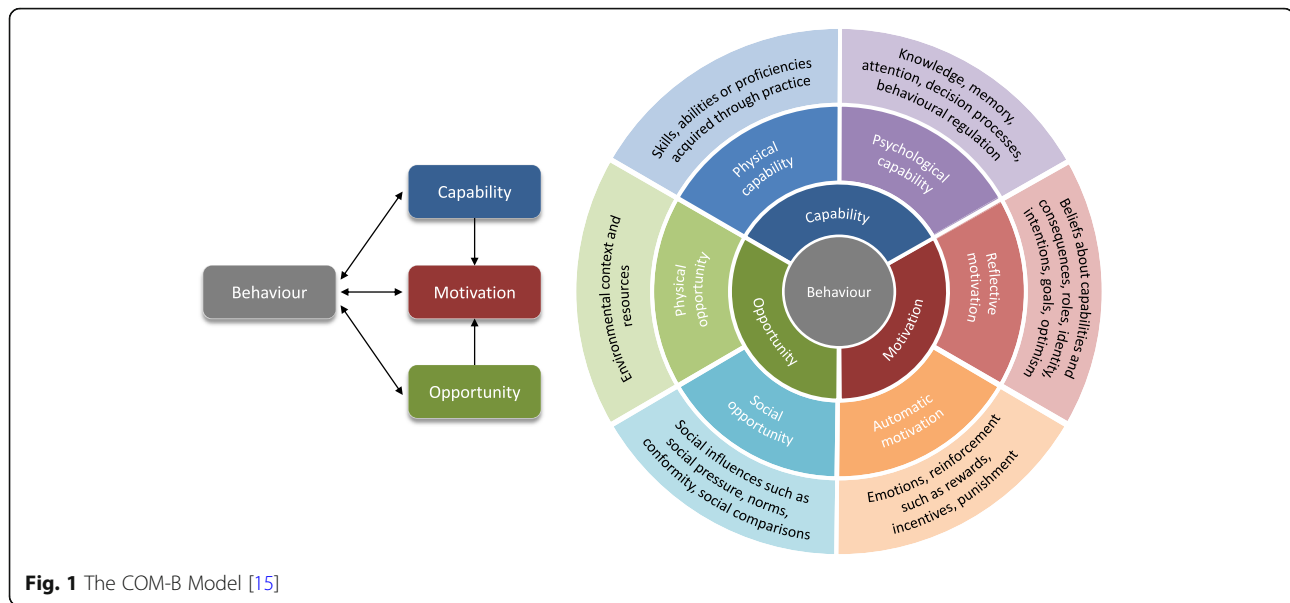 Capability
Behaviour
Motivation
Opportunity
Skills, abilities or proficiencies
acquired through practice
Knowledge, memory,
attention, decision processes,
behavioural regulation
Physical
capability
Psychological
capability
Capability
Environmental context and
resources
Physical
opportunity
Opportunity
Behaviour
Motivation
Reflective
motivation
Beliefs about capabilities and
consequences, roles, identity,
intentions, goals, optimism
Social
opportunity
Automatic
motivation
Social influences such as
social pressure, norms,
conformity, social comparisons
Emotions, reinforcement
such as rewards,
incentives, punishment
Fig. 1 The COM-B Model [15]